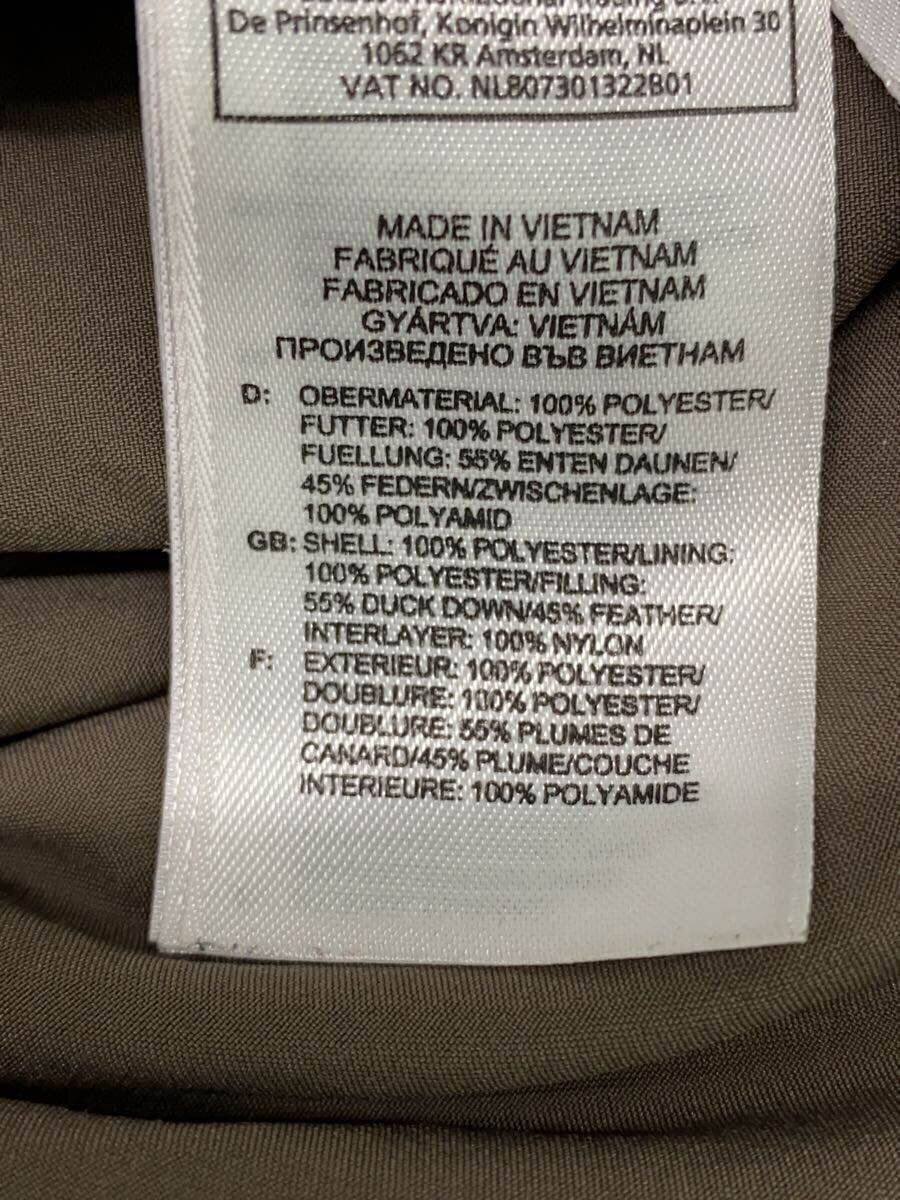 De Prinsenhof, Konigin Wilhelminaplein 30
1062 KR Amsterdam, NL
VAT NO. NL807301322B01
MADE IN VIETNAM
FABRIQUÉ AU VIETNAM
FABRICADO EN VIETNAM
GYÁRTVA: VIETNÁM
ПРОИЗВЕДЕНО ВЪВ ВИЕТНАМ
D: OBERMATERIAL: 100% POLYESTER/
FUTTER: 100% POLYESTER/
FUELLUNG: 55% ENTEN DAUNEN/
45% FEDERN/ZWISCHENLAGE:
100% POLYAMID
GB: SHELL: 100% POLYESTER/LINING:
100% POLYESTER/FILLING:
55% DUCK DOWN/45% FEATHER/
INTERLAYER: 100% NYLON
F: EXTERIEUR: 100% POLYESTER/
DOUBLURE: 100% POLYESTER/
DOUBLURE: 55% PLUMES DE
CANARD/45% PLUME/COUCHE
INTERIEURE: 100% POLYAMIDE